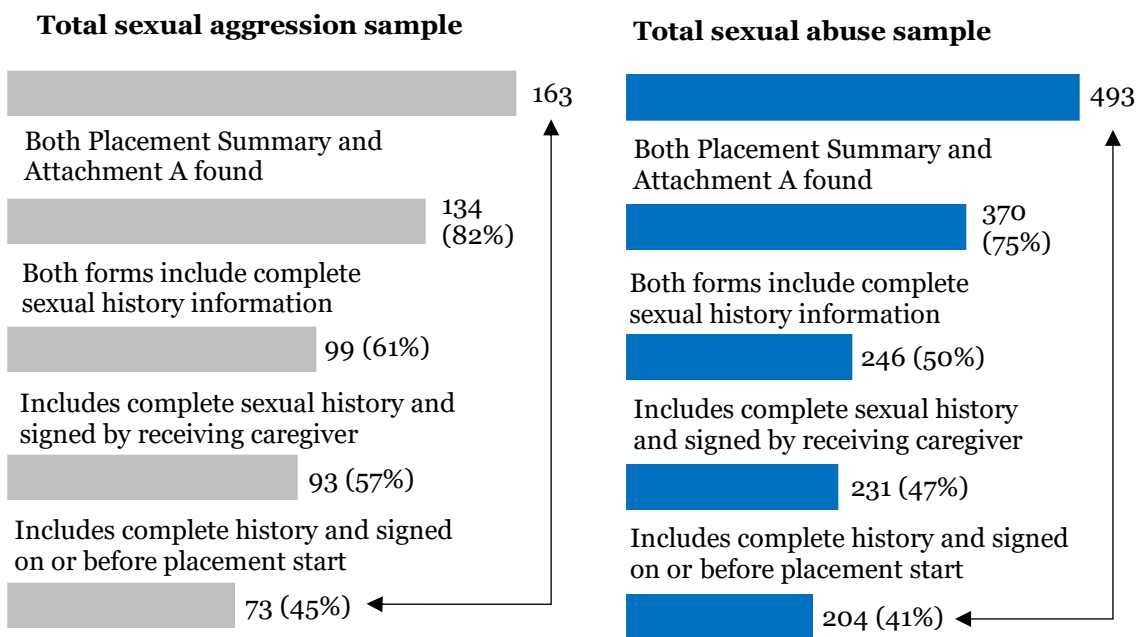 Total sexual aggression sample
163
Both Placement Summary and
Attachment A found
134
(82%)
Both forms include complete
sexual history information
99 (61%)
Includes complete sexual history and
signed by receiving caregiver
93 (57%)
Includes complete history and signed
on or before placement start
73 (45%)
Total sexual abuse sample
493
Both Placement Summary and
Attachment A found
370
(75%)
Both forms include complete
sexual history information
246 (50%)
Includes complete sexual history
and signed by receiving caregiver
231 (47%)
Includes complete history and signed
on or before placement start
204 (41%)